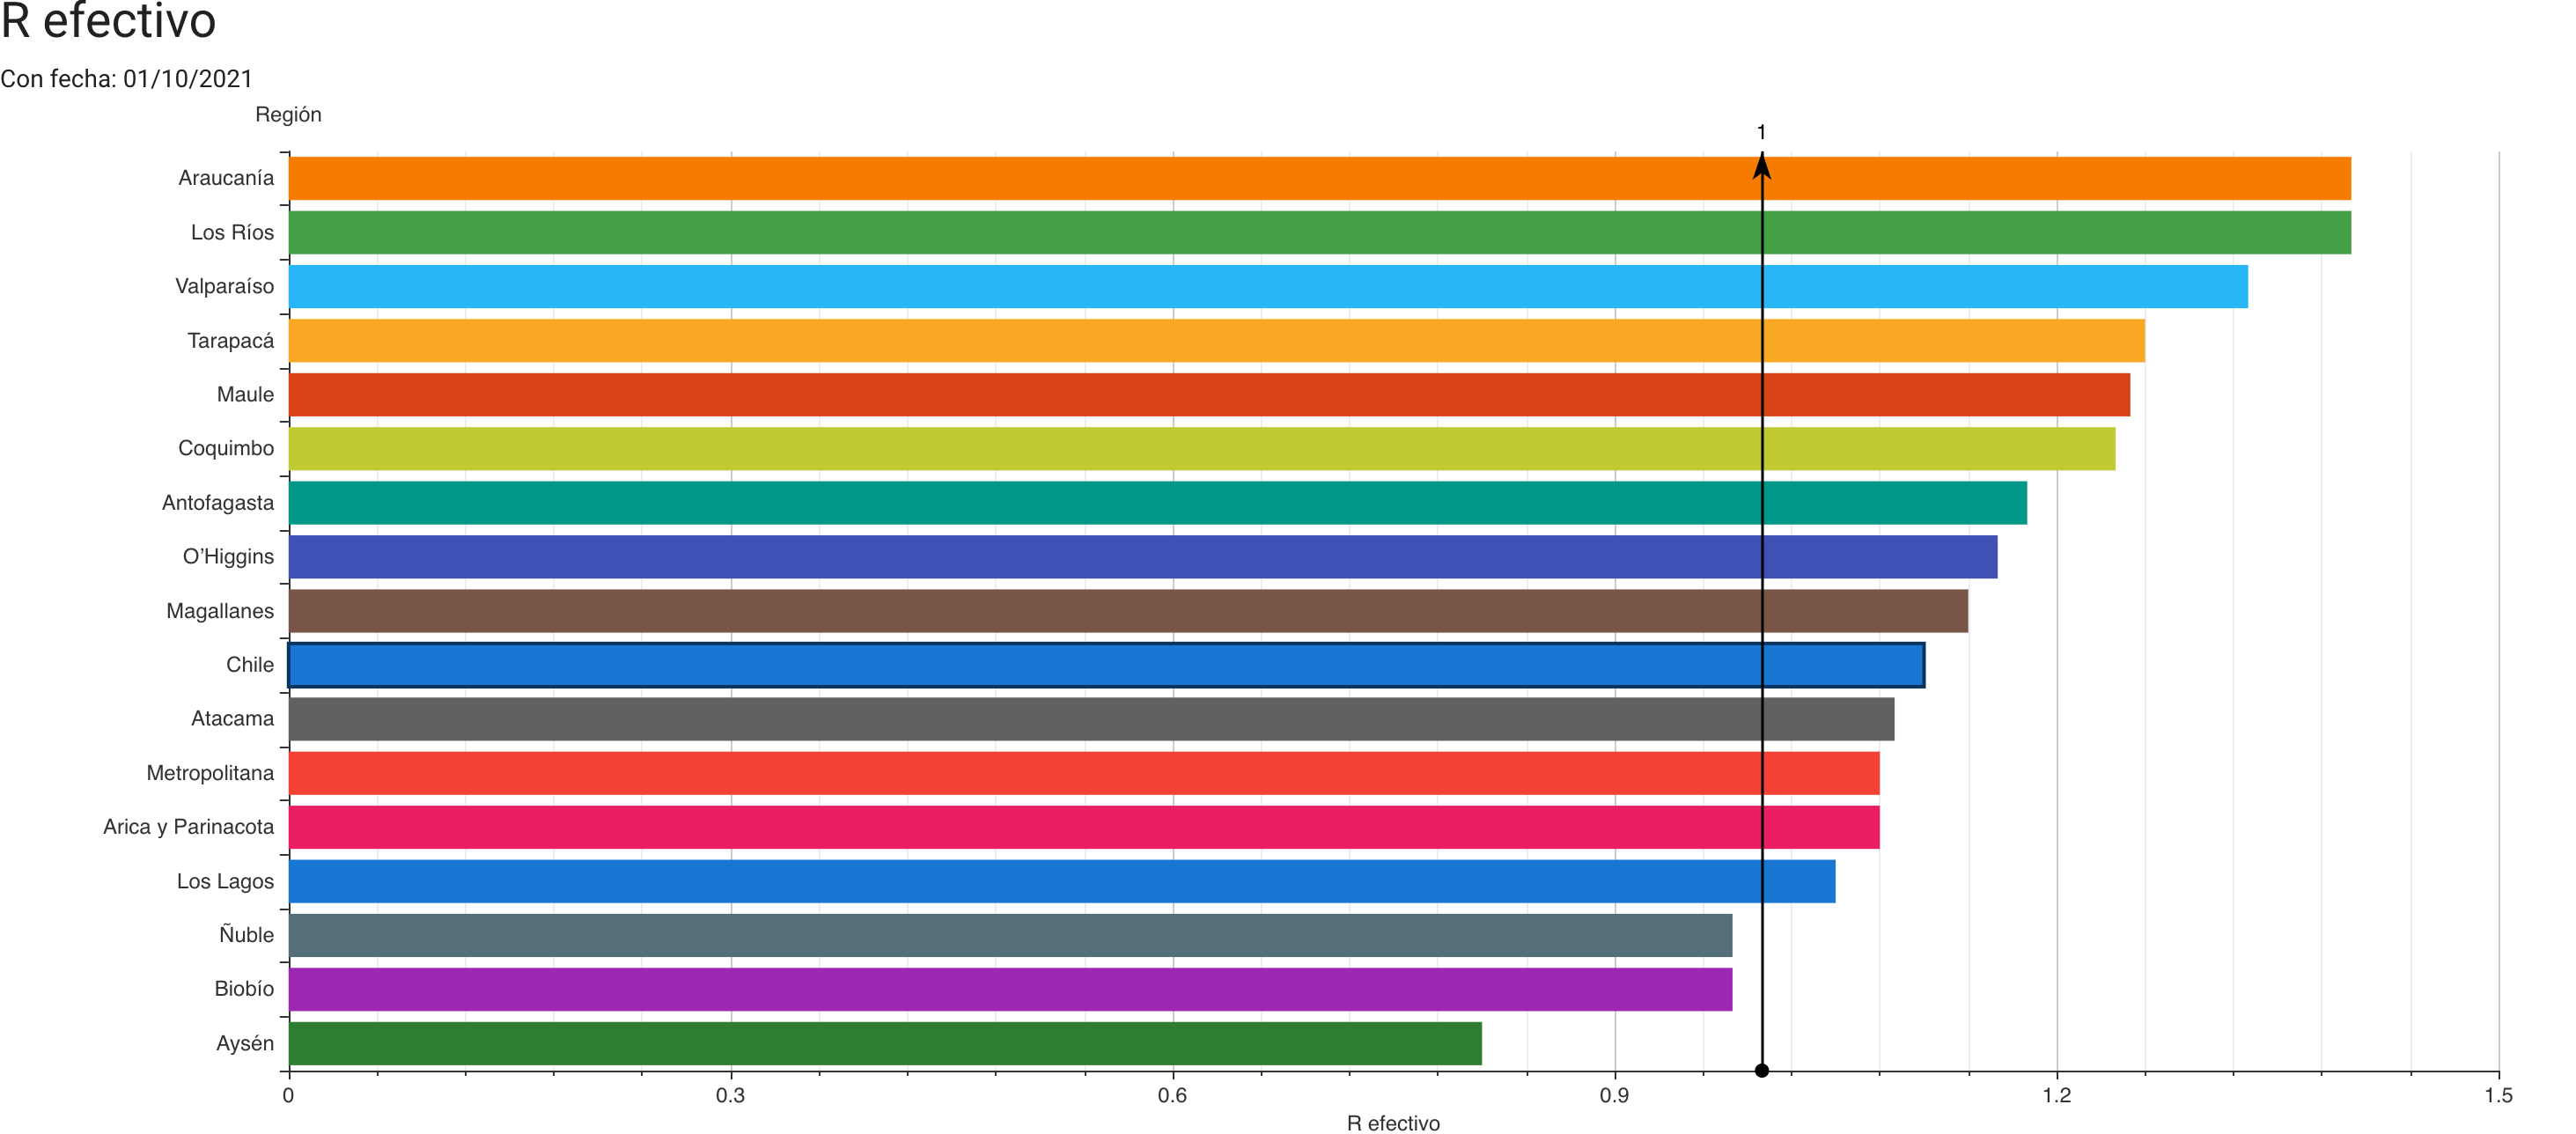 R efectivo
Con fecha: 01/10/2021
Región
1
Araucanía
Los Ríos
Valparaíso
Tarapacá
Maule
Coquimbo
Antofagasta
O’Higgins
Magallanes
Chile
Atacama
Metropolitana
Arica y Parinacota
Los Lagos
Ñuble
Biobío
Aysén
0 0.3 0.6 0.9 1.2 1.5
R efectivo